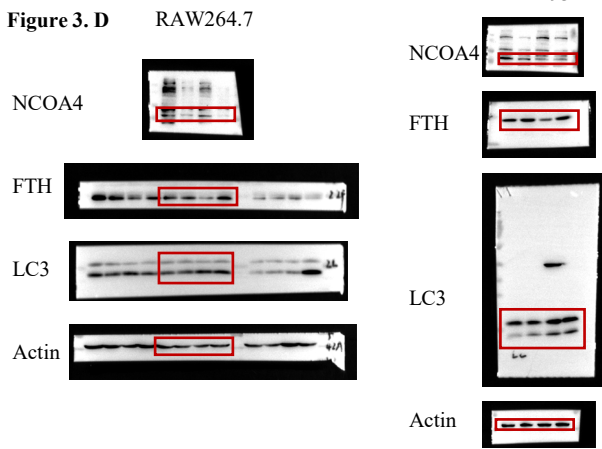 Figure 3. D RAW264.7
NCOA4
FTH
LC3
Actin
NCOA4
FTH
LC3
Actin